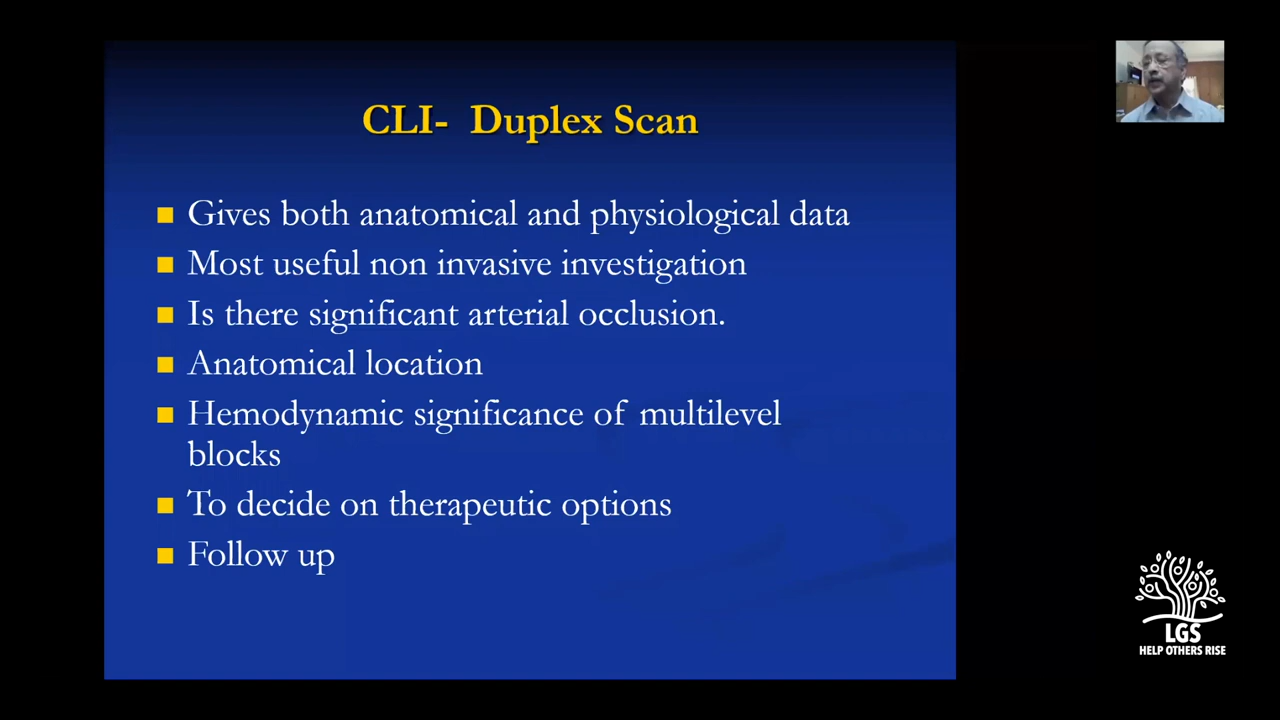 CLI- Duplex Scan
Gives both anatomical and physiological data
Most useful non invasive investigation
Is there significant arterial occlusion.
Anatomical location
Hemodynamic significance of multilevel
blocks
To decide on therapeutic options
Follow up
LGS
HELP OTHERS RISE